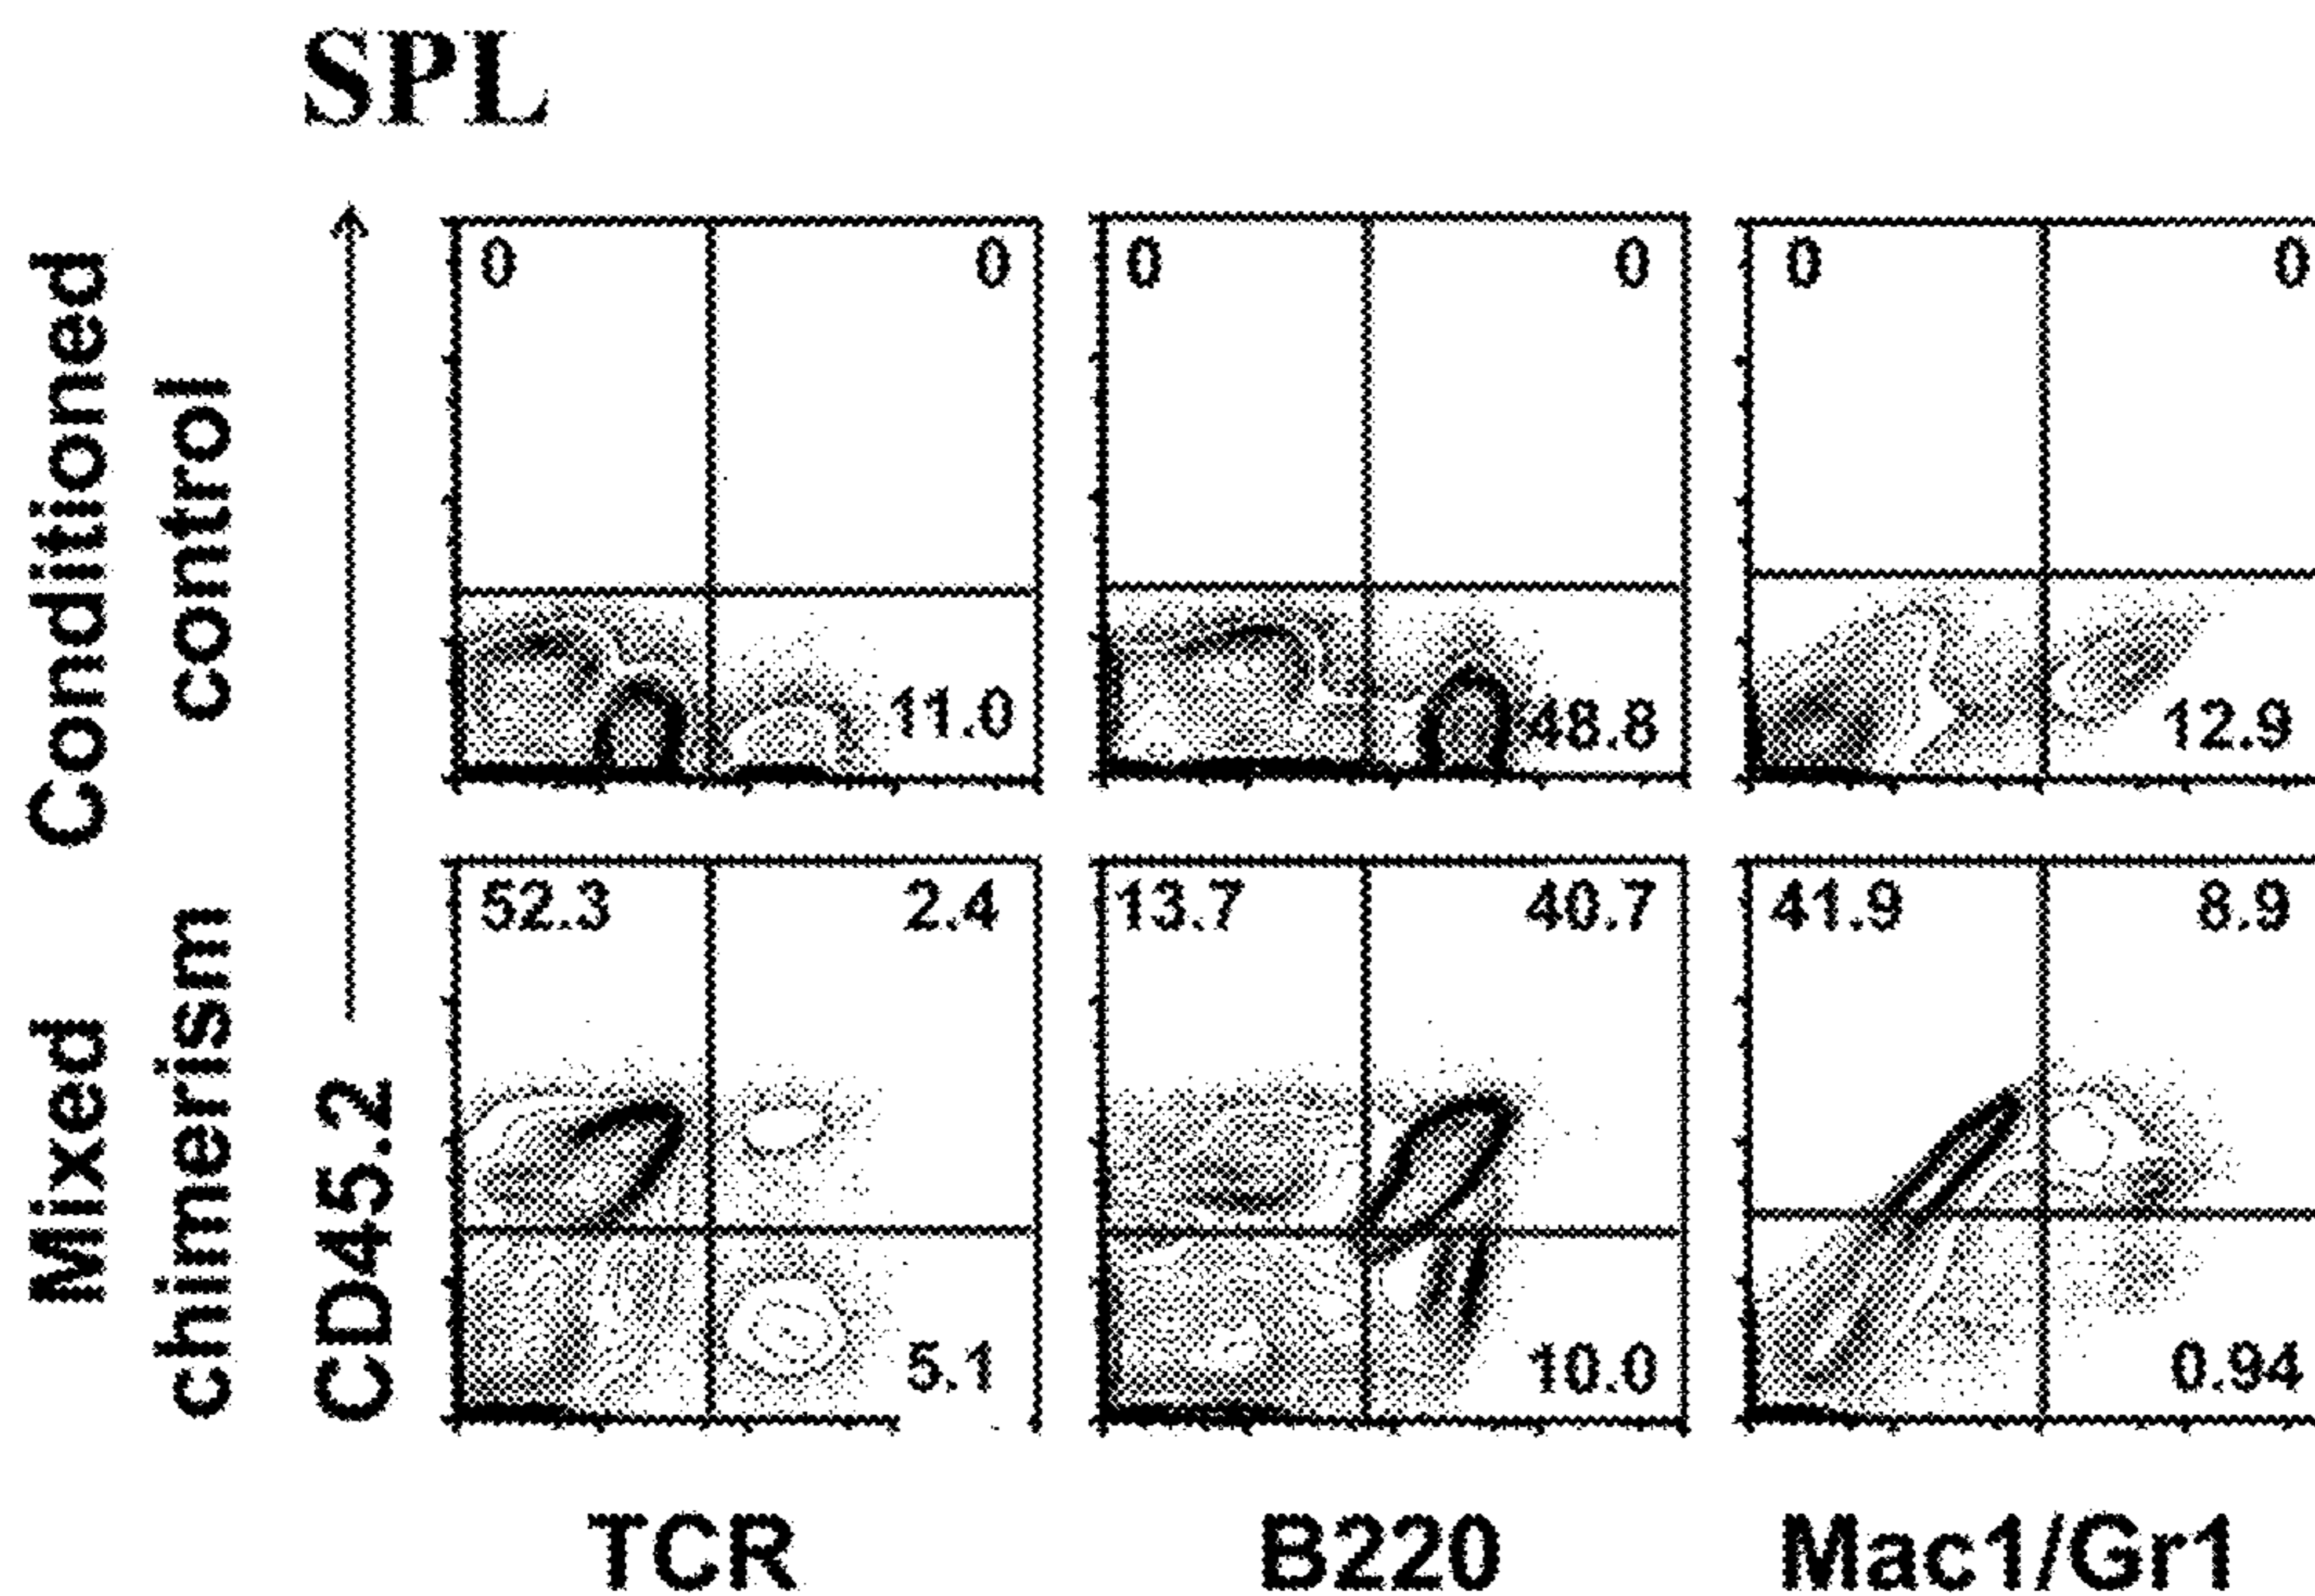 SPL
Conditioned
control
0 0
11.0
0 0
48.8
0 0
12.9
Mixed
chimerism
CD45.2
52.3 2.4
5.1
13.7 40.7
10.0
41.9 8.9
0.94
TCR B220 Mac1/Gr1